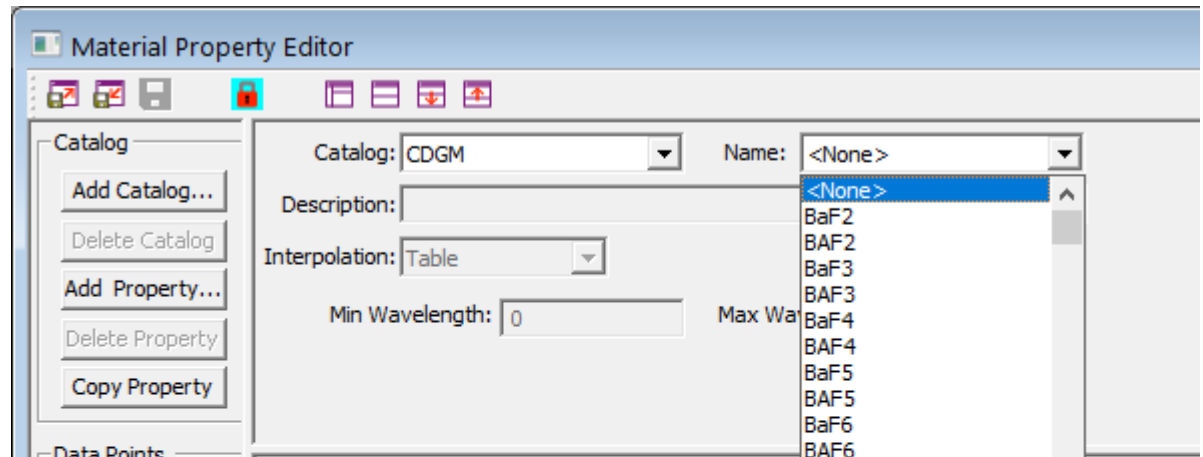 Material Property Editor
Catalog
Add Catalog...
Delete Catalog
Add Property...
Delete Property
Copy Property
Data Points
Catalog: CDGM Name: <None>
Description:
Interpolation: Table
Min Wavelength: 0 Max Wav
<None>
BaF2
BAF2
BaF3
BAF3
BaF4
BAF4
BaF5
BAF5
BaF6
BAF6